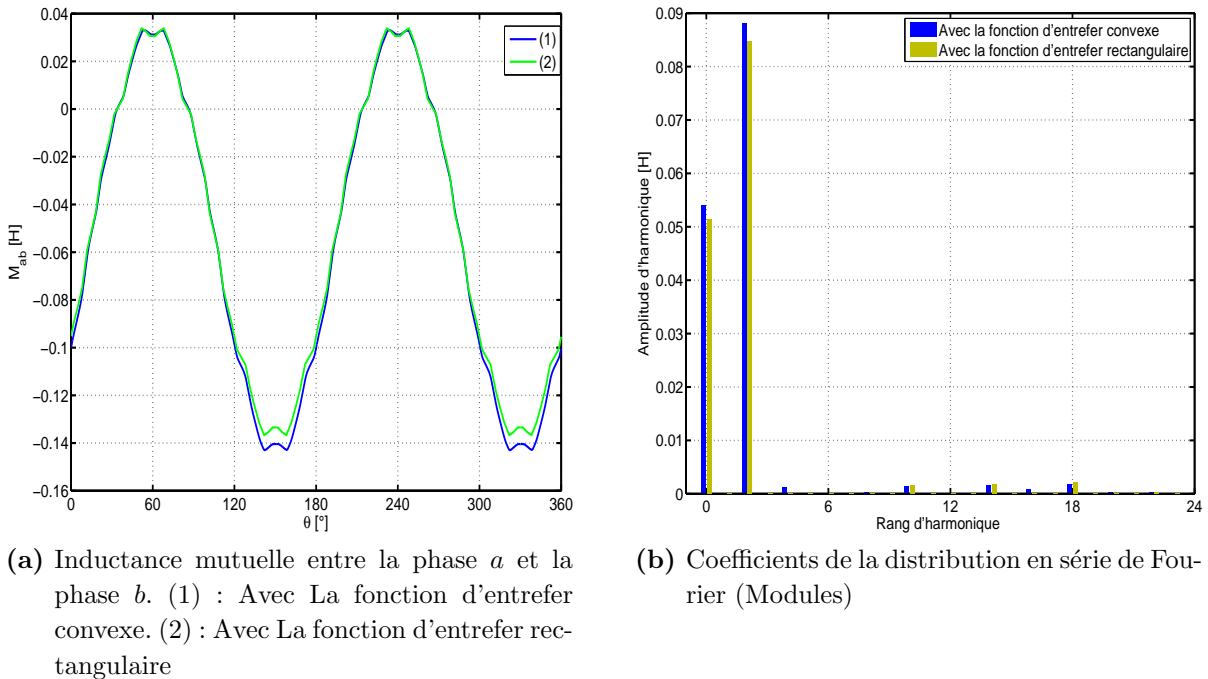 0.04
0.02
0
−0.02
−0.04
−0.06
−0.08
−0.1
−0.12
−0.14
−0.16
M_ab [H]
0 60 120 180 240 300 360
θ [°]
(1)
(2)
0.09
0.08
0.07
0.06
0.05
0.04
0.03
0.02
0.01
0
Amplitude d'harmonique [H]
0 6 12 18 24
Rang d'harmonique
Avec la fonction d'entrefer convexe
Avec la fonction d'entrefer rectangulaire
(a) Inductance mutuelle entre la phase a et la
phase b. (1) : Avec La fonction d'entrefer
convexe. (2) : Avec La fonction d'entrefer rec-
tangulaire
(b) Coefficients de la distribution en série de Fou-
rier (Modules)